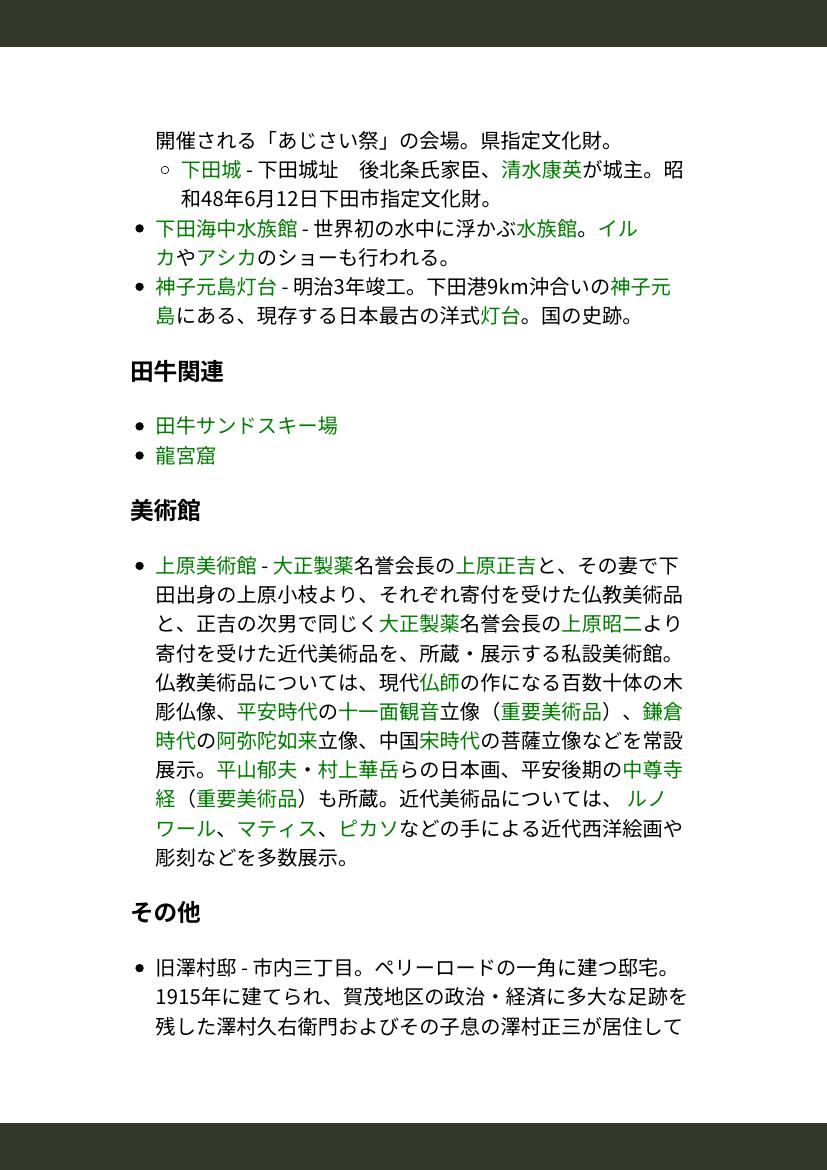 開催される「あじさい祭」の会場。県指定文化財。
下田城 - 下田城址　後北条氏家臣、清水康英が城主。昭
和48年6月12日下田市指定文化財。
下田海中水族館 - 世界初の水中に浮かぶ水族館。イル
カやアシカのショーも行われる。
神子元島灯台 - 明治3年竣工。下田港9km沖合いの神子元
島にある、現存する日本最古の洋式灯台。国の史跡。
田牛関連
田牛サンドスキー場
龍宮窟
美術館
上原美術館 - 大正製薬名誉会長の上原正吉と、その妻で下
田出身の上原小枝より、それぞれ寄付を受けた仏教美術品
と、正吉の次男で同じく大正製薬名誉会長の上原昭二より
寄付を受けた近代美術品を、所蔵・展示する私設美術館。
仏教美術品については、現代仏師の作になる百数十体の木
彫仏像、平安時代の十一面観音立像（重要美術品）、鎌倉
時代の阿弥陀如来立像、中国宋時代の菩薩立像などを常設
展示。平山郁夫・村上華岳らの日本画、平安後期の中尊寺
経（重要美術品）も所蔵。近代美術品については、 ルノ
ワール、マティス、ピカソなどの手による近代西洋絵画や
彫刻などを多数展示。
その他
旧澤村邸 - 市内三丁目。ペリーロードの一角に建つ邸宅。
1915年に建てられ、賀茂地区の政治・経済に多大な足跡を
残した澤村久右衛門およびその子息の澤村正三が居住して